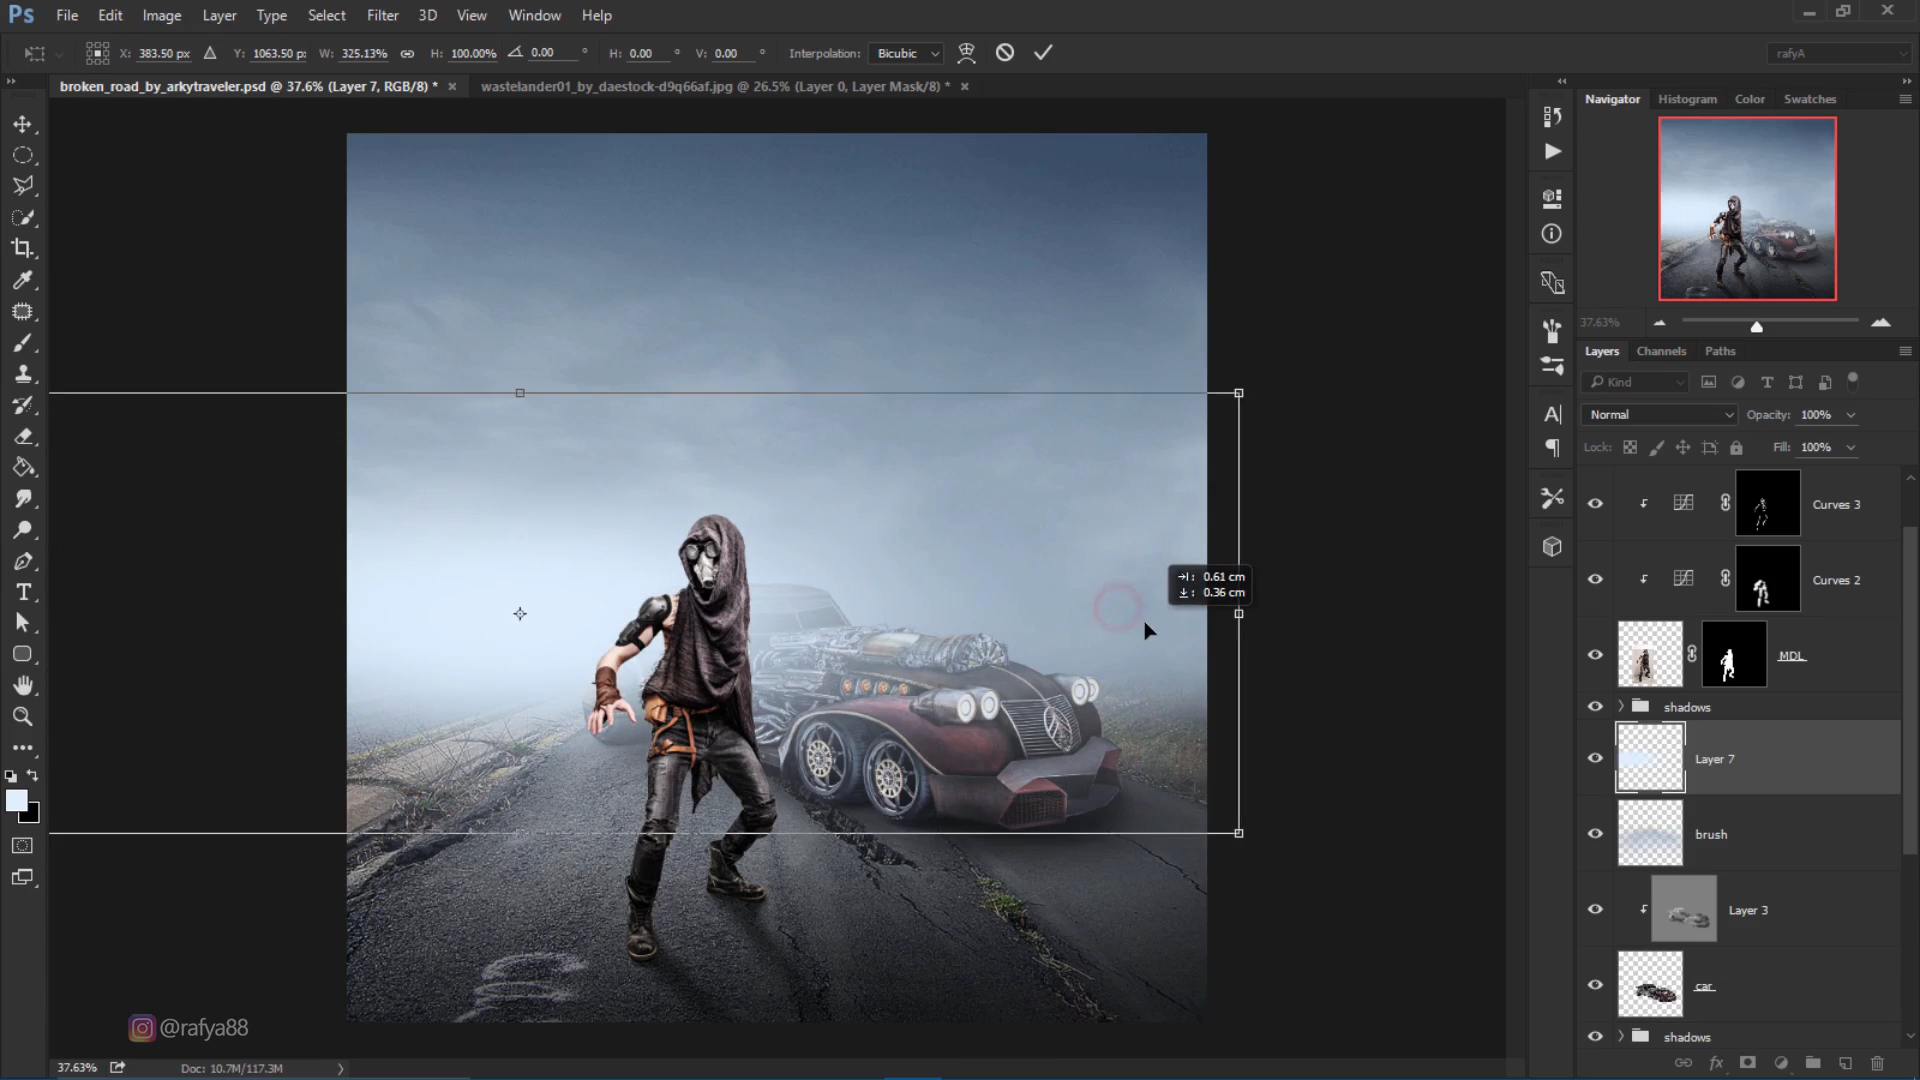 Ps File Edit Image Layer Type Select Filter 3D View Window Help
X: 383.50 px Y: 1063.50 px W: 325.13% H: 100.00% 0.00 ° H: 0.00 ° V: 0.00 ° Interpolation: Bicubic rafyA
broken_road_by_arkytraveler.psd @ 37.6% (Layer 7, RGB/8) * × wastelander01_by_daestock-d9q66af.jpg @ 26.5% (Layer 0, Layer Mask/8) * ×
Navigator Histogram Color Swatches
37.63%
Layers Channels Paths
Kind
Normal Opacity: 100%
Lock: Fill: 100%
Curves 3
Curves 2
MDL
shadows
Layer 7
brush
Layer 3
car
shadows
0.61 cm
0.36 cm
@rafya88
37.63% Doc: 10.7M/117.3M